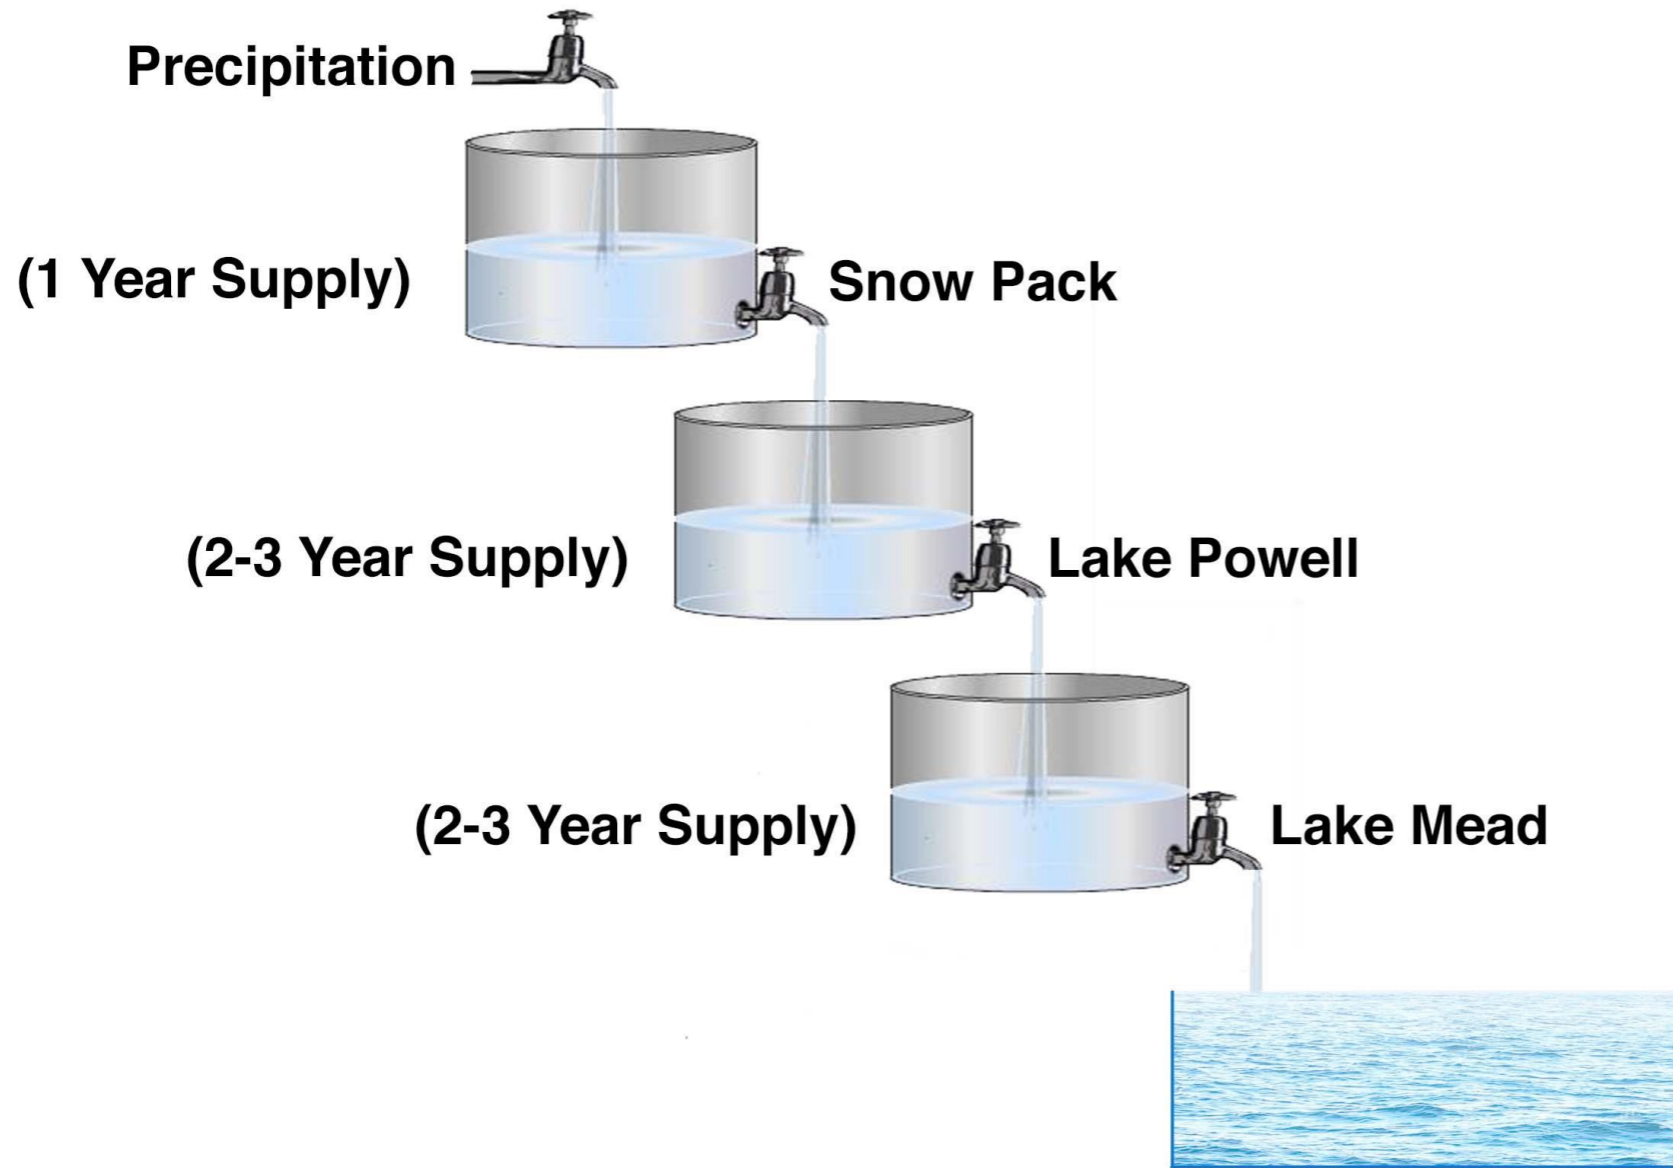 Precipitation
(1 Year Supply) Snow Pack
(2-3 Year Supply) Lake Powell
(2-3 Year Supply) Lake Mead